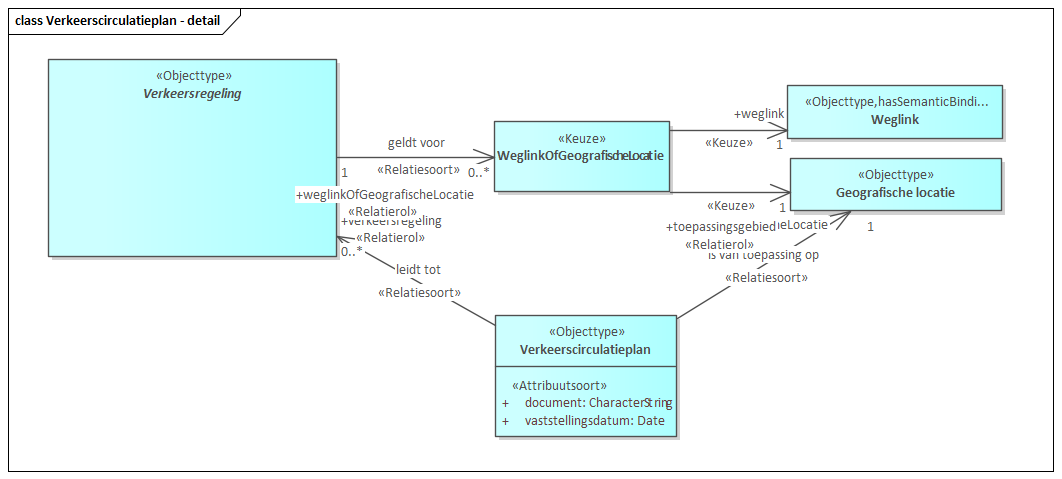 class Verkeerscirculatieplan - detail
«Objecttype»
Verkeersregeling
«Objecttype,hasSemanticBindi...
Weglink
+weglink
«Keuze»
1
«Keuze»
WeglinkOfGeografischeLocatie
geldt voor
«Relatiesoort»
1
0..*
«Objecttype»
Geografische locatie
«Keuze»
1
+weglinkOfGeografischeLocatie
«Relatierol»
+verkeersregeling
«Relatierol»
0..*
+toepassingsgebied
«Relatierol»
1
is van toepassing op
«Relatiesoort»
leidt tot
«Relatiesoort»
«Objecttype»
Verkeerscirculatieplan
«Attribuutsoort»
+ document: CharacterString
+ vaststellingsdatum: Date